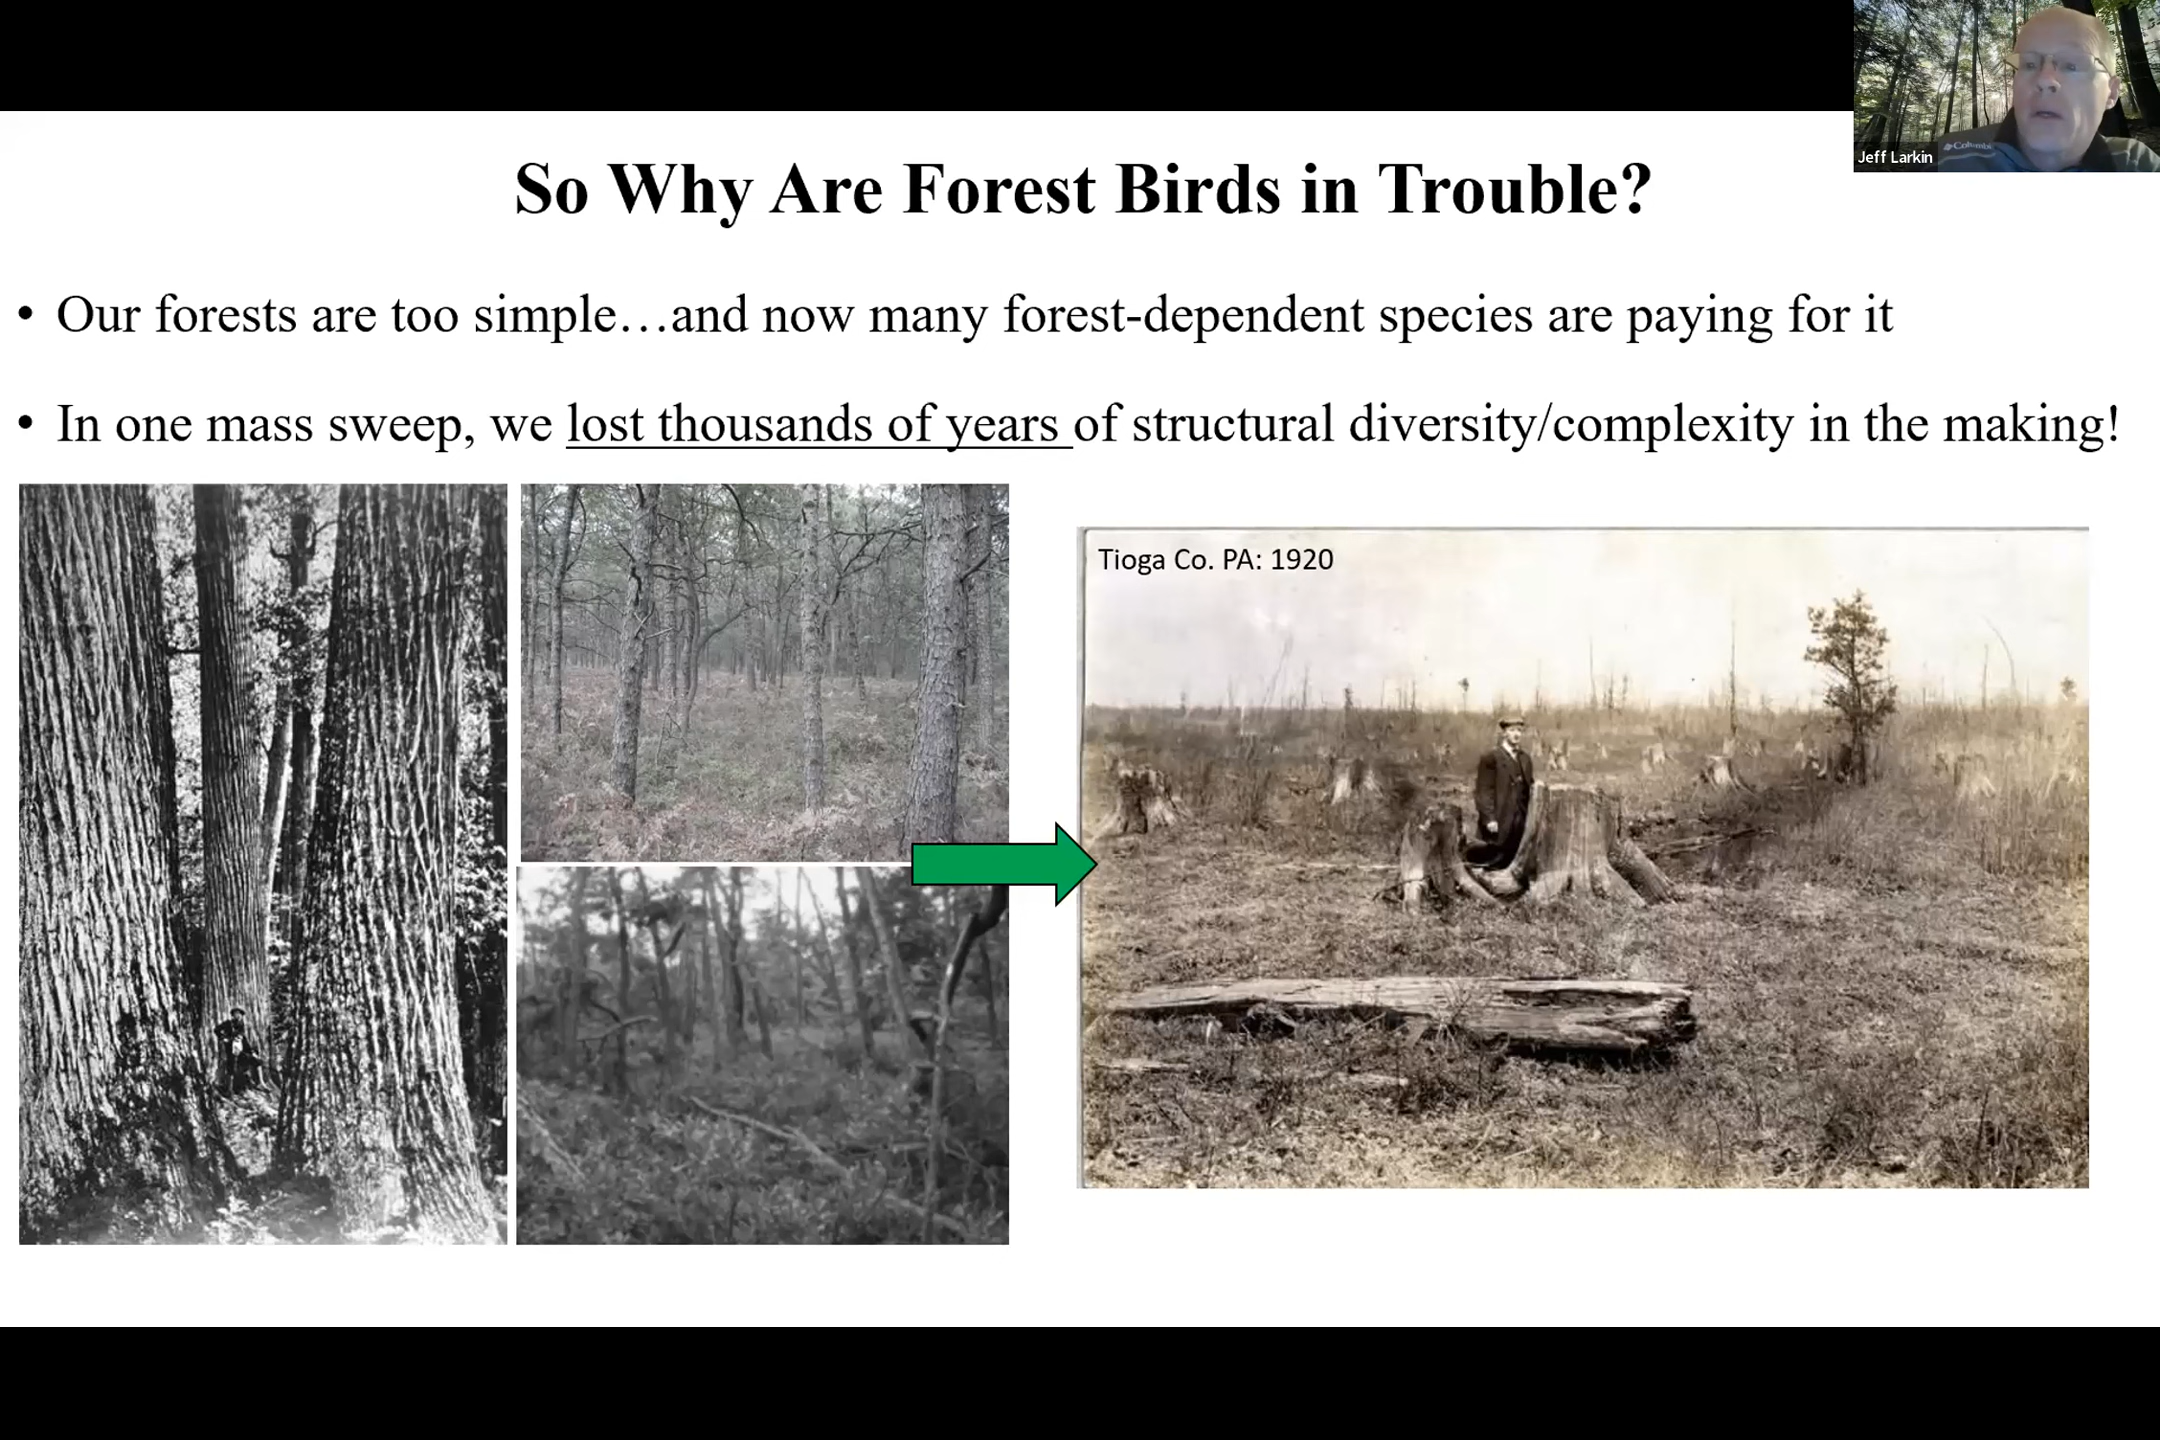 Jeff Larkin
Columbia
So Why Are Forest Birds in Trouble?
• Our forests are too simple…and now many forest-dependent species are paying for it
• In one mass sweep, we lost thousands of years of structural diversity/complexity in the making!
Tioga Co. PA: 1920